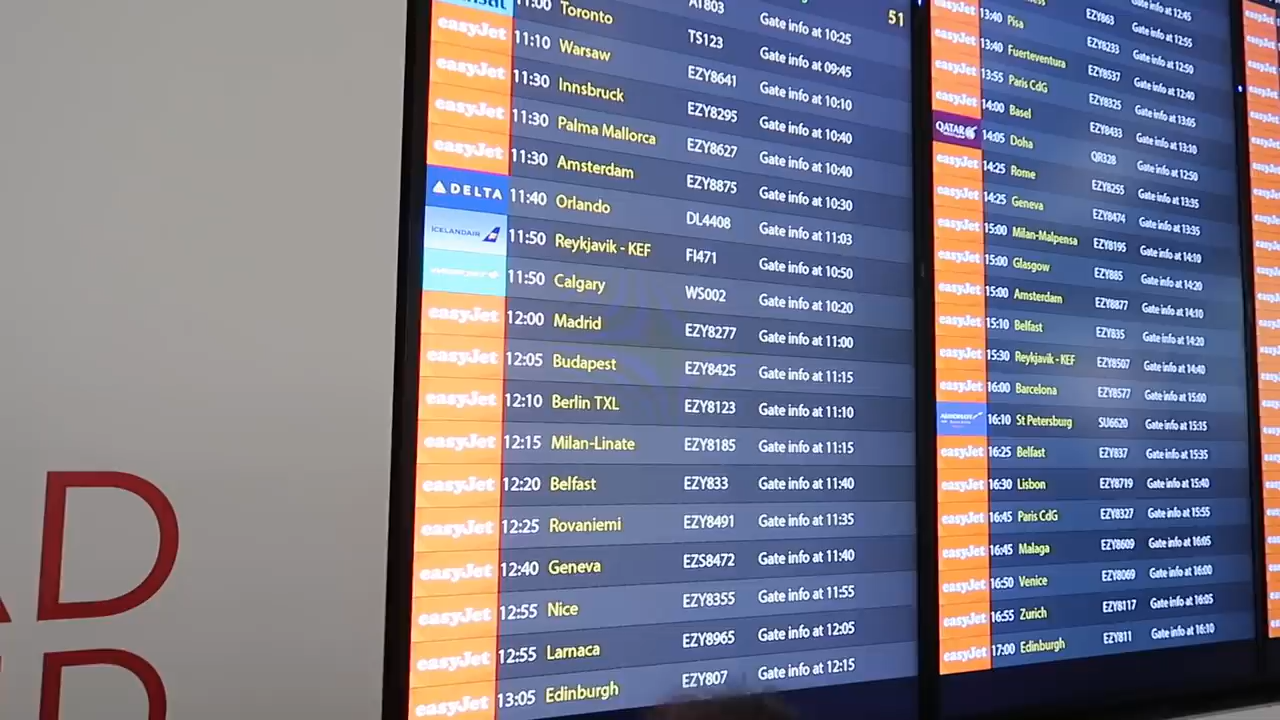 AT803 Gate info at 10:25 51
11:00 Toronto TS123 Gate info at 09:45
easyJet 11:10 Warsaw EZY8641 Gate info at 10:10
easyJet 11:30 Innsbruck EZY8295 Gate info at 10:40
easyJet 11:30 Palma Mallorca EZY8627 Gate info at 10:40
easyJet 11:30 Amsterdam EZY8875 Gate info at 10:30
DELTA 11:40 Orlando DL4408 Gate info at 11:03
ICELANDAIR 11:50 Reykjavik - KEF FI471 Gate info at 10:50
11:50 Calgary WS002 Gate info at 10:20
easyJet 12:00 Madrid EZY8277 Gate info at 11:00
easyJet 12:05 Budapest EZY8425 Gate info at 11:15
easyJet 12:10 Berlin TXL EZY8123 Gate info at 11:10
easyJet 12:15 Milan-Linate EZY8185 Gate info at 11:15
easyJet 12:20 Belfast EZY833 Gate info at 11:40
easyJet 12:25 Rovaniemi EZY8491 Gate info at 11:35
easyJet 12:40 Geneva EZS8472 Gate info at 11:40
easyJet 12:55 Nice EZY8355 Gate info at 11:55
easyJet 12:55 Larnaca EZY8965 Gate info at 12:05
easyJet 13:05 Edinburgh EZY807 Gate info at 12:15
Gate info at 12:45
EZY863 Gate info at 12:55
easyJet 13:40 Pisa EZY8233 Gate info at 12:50
easyJet 13:40 Fuerteventura EZY8537 Gate info at 12:40
easyJet 13:55 Paris CdG EZY8325 Gate info at 13:05
easyJet 14:00 Basel EZY8433 Gate info at 13:10
QATAR 14:05 Doha QR328 Gate info at 12:50
easyJet 14:25 Rome EZY8255 Gate info at 13:35
easyJet 14:25 Geneva EZY8474 Gate info at 13:35
easyJet 15:00 Milan-Malpensa EZY8195 Gate info at 14:10
easyJet 15:00 Glasgow EZY885 Gate info at 14:20
easyJet 15:00 Amsterdam EZY8877 Gate info at 14:10
easyJet 15:10 Belfast EZY835 Gate info at 14:20
easyJet 15:30 Reykjavik - KEF EZY8507 Gate info at 14:40
easyJet 16:00 Barcelona EZY8577 Gate info at 15:00
16:10 St Petersburg SU6620 Gate info at 15:15
easyJet 16:25 Belfast EZY837 Gate info at 15:35
easyJet 16:30 Lisbon EZY8719 Gate info at 15:40
easyJet 16:45 Paris CdG EZY8327 Gate info at 15:55
easyJet 16:45 Malaga EZY8609 Gate info at 16:05
easyJet 16:50 Venice EZY8069 Gate info at 16:00
easyJet 16:55 Zurich EZY8117 Gate info at 16:05
easyJet 17:00 Edinburgh EZY811 Gate info at 16:10